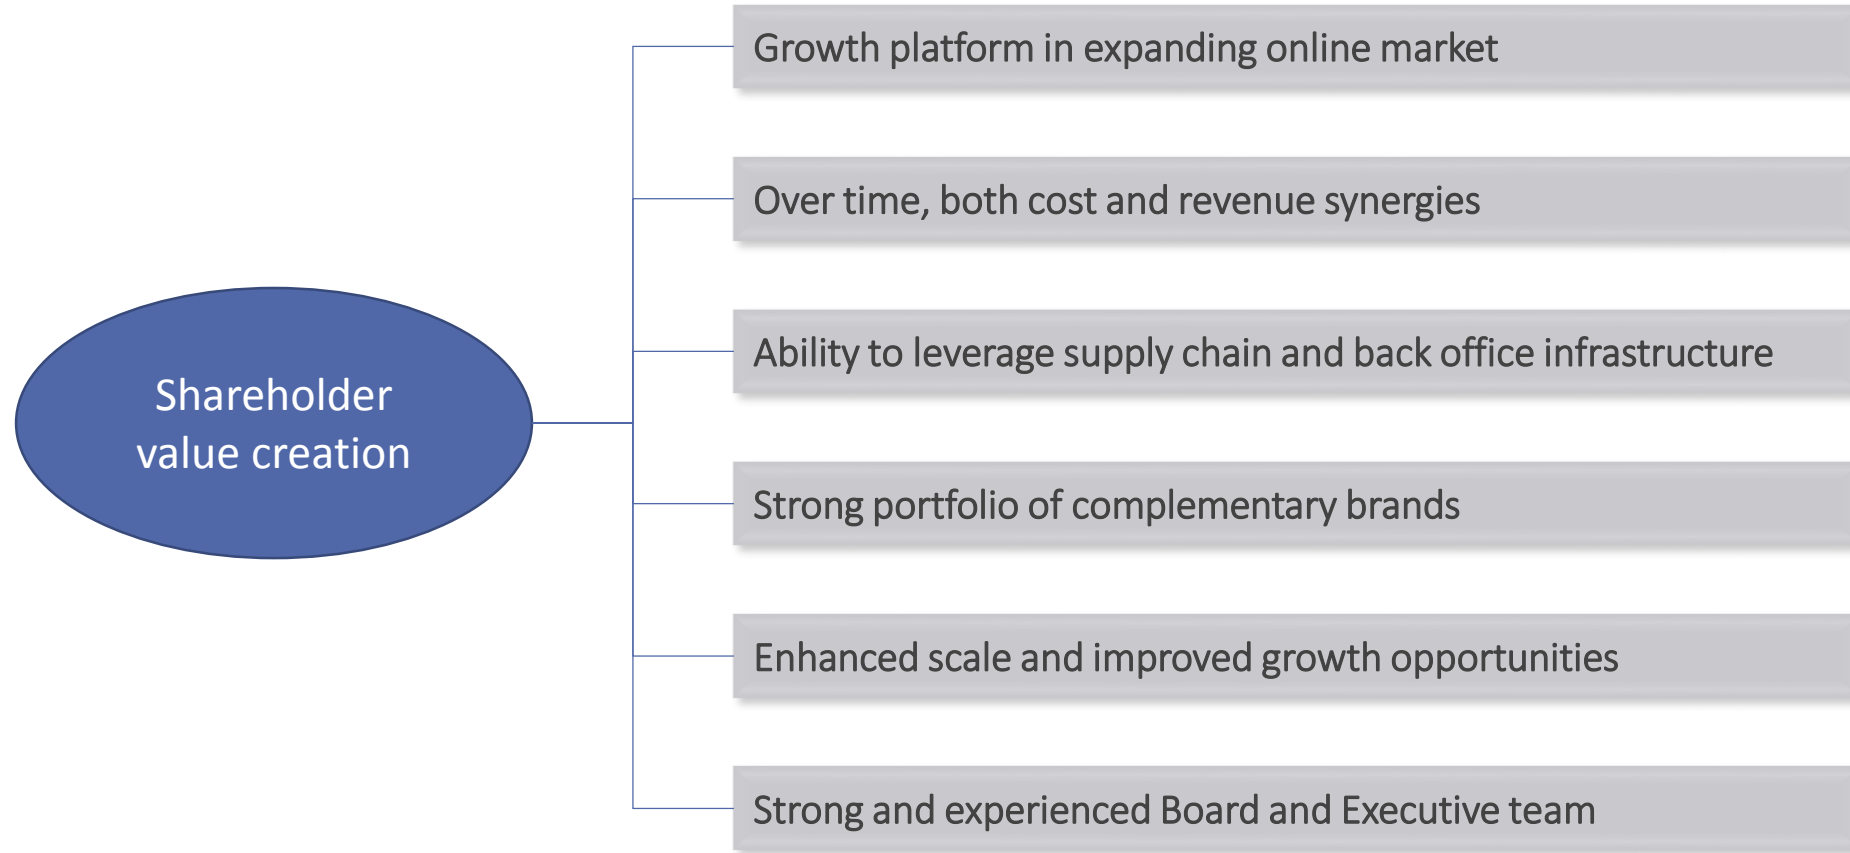 Growth platform in expanding online market
Over time, both cost and revenue synergies
Ability to leverage supply chain and back office infrastructure
Shareholder
value creation
Strong portfolio of complementary brands
Enhanced scale and improved growth opportunities
Strong and experienced Board and Executive team